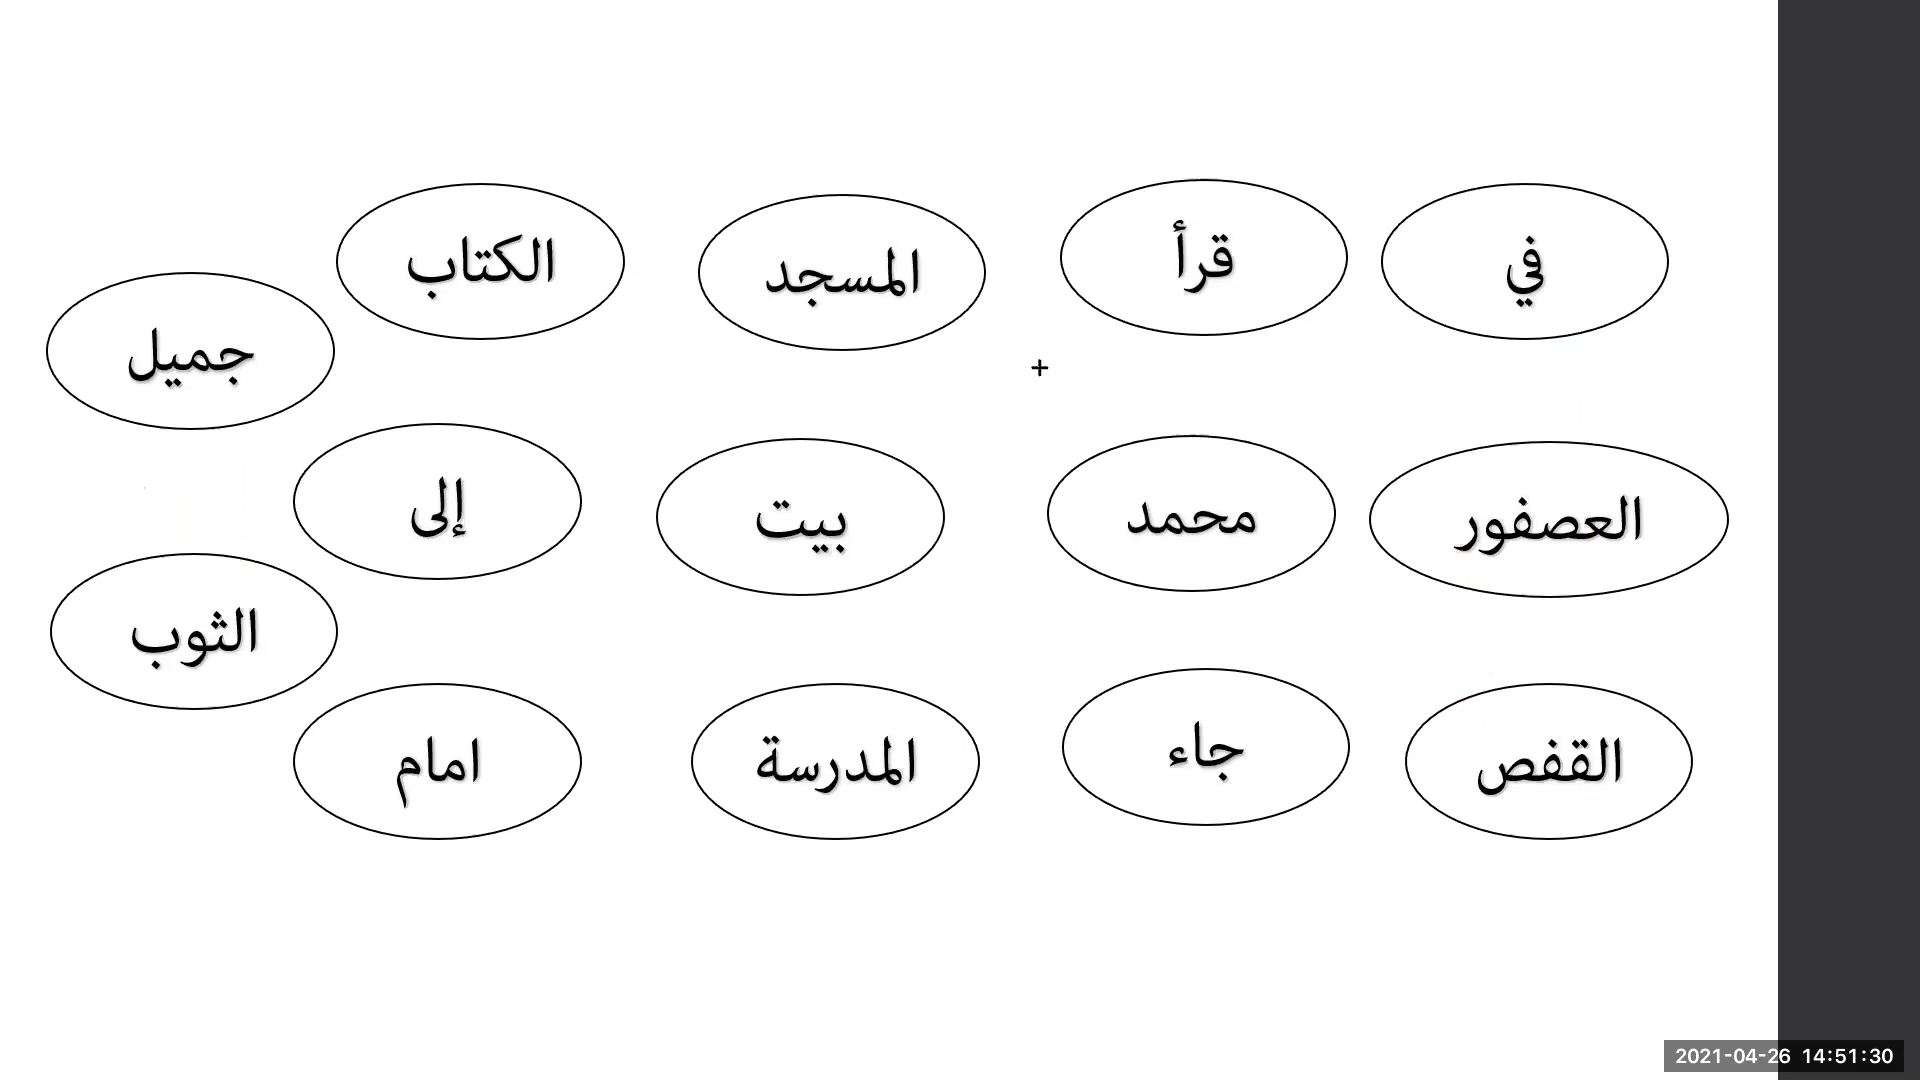 في
قرأ
المسجد
الكتاب
جميل
العصفور
محمد
بيت
إلى
الثوب
القفص
جاء
المدرسة
امام
+
2021-04-26 14:51:30